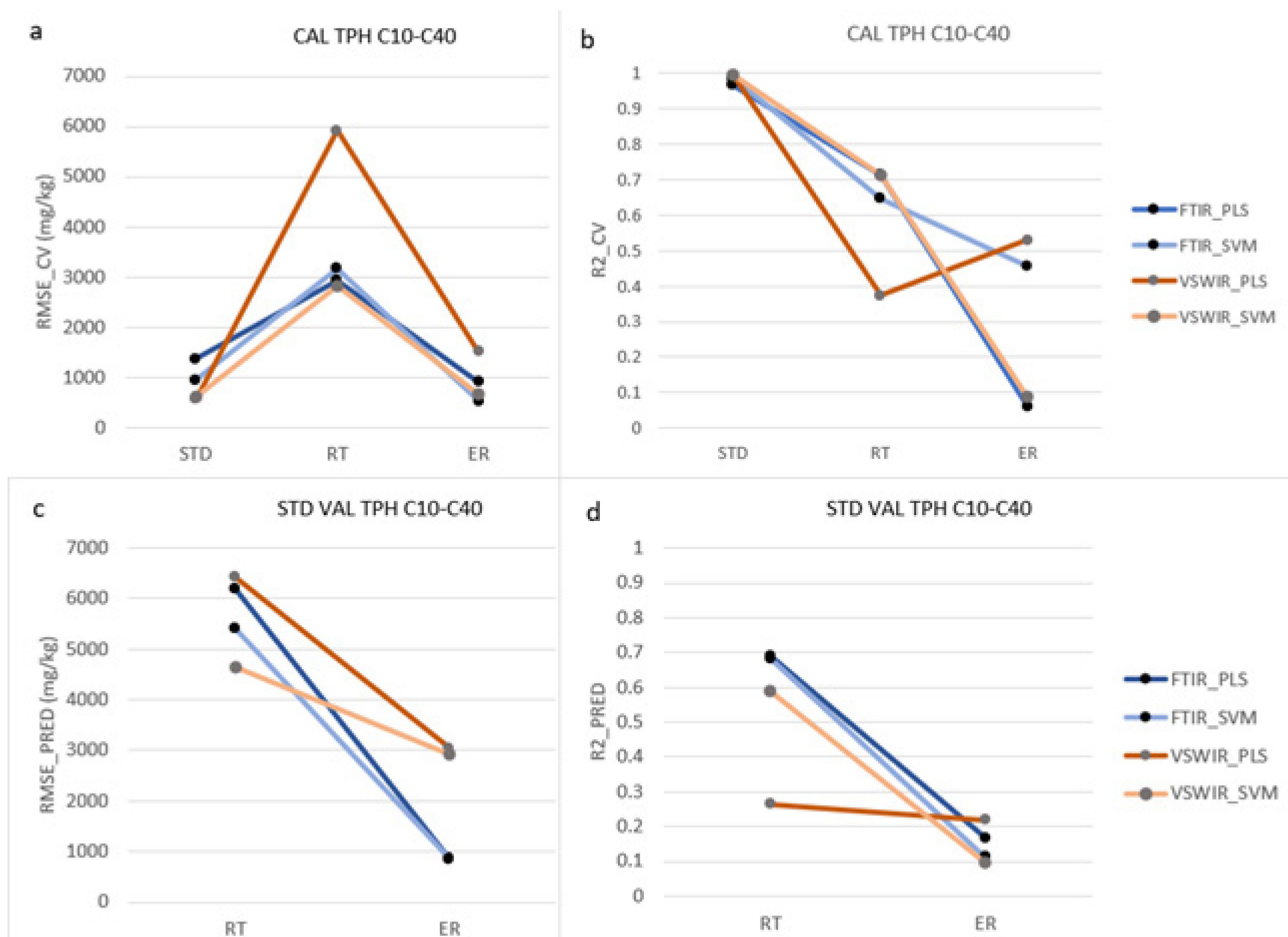 a
CAL TPH C10-C40
7000
6000
5000
4000
3000
2000
1000
0
RMSE_CV (mg/kg)
STD RT ER
b
CAL TPH C10-C40
1
0.9
0.8
0.7
0.6
0.5
0.4
0.3
0.2
0.1
0
R2_CV
STD RT ER
FTIR_PLS
FTIR_SVM
VSWIR_PLS
VSWIR_SVM
c
STD VAL TPH C10-C40
7000
6000
5000
4000
3000
2000
1000
0
RMSE_PRED (mg/kg)
RT ER
d
STD VAL TPH C10-C40
1
0.9
0.8
0.7
0.6
0.5
0.4
0.3
0.2
0.1
0
R2_PRED
RT ER
FTIR_PLS
FTIR_SVM
VSWIR_PLS
VSWIR_SVM